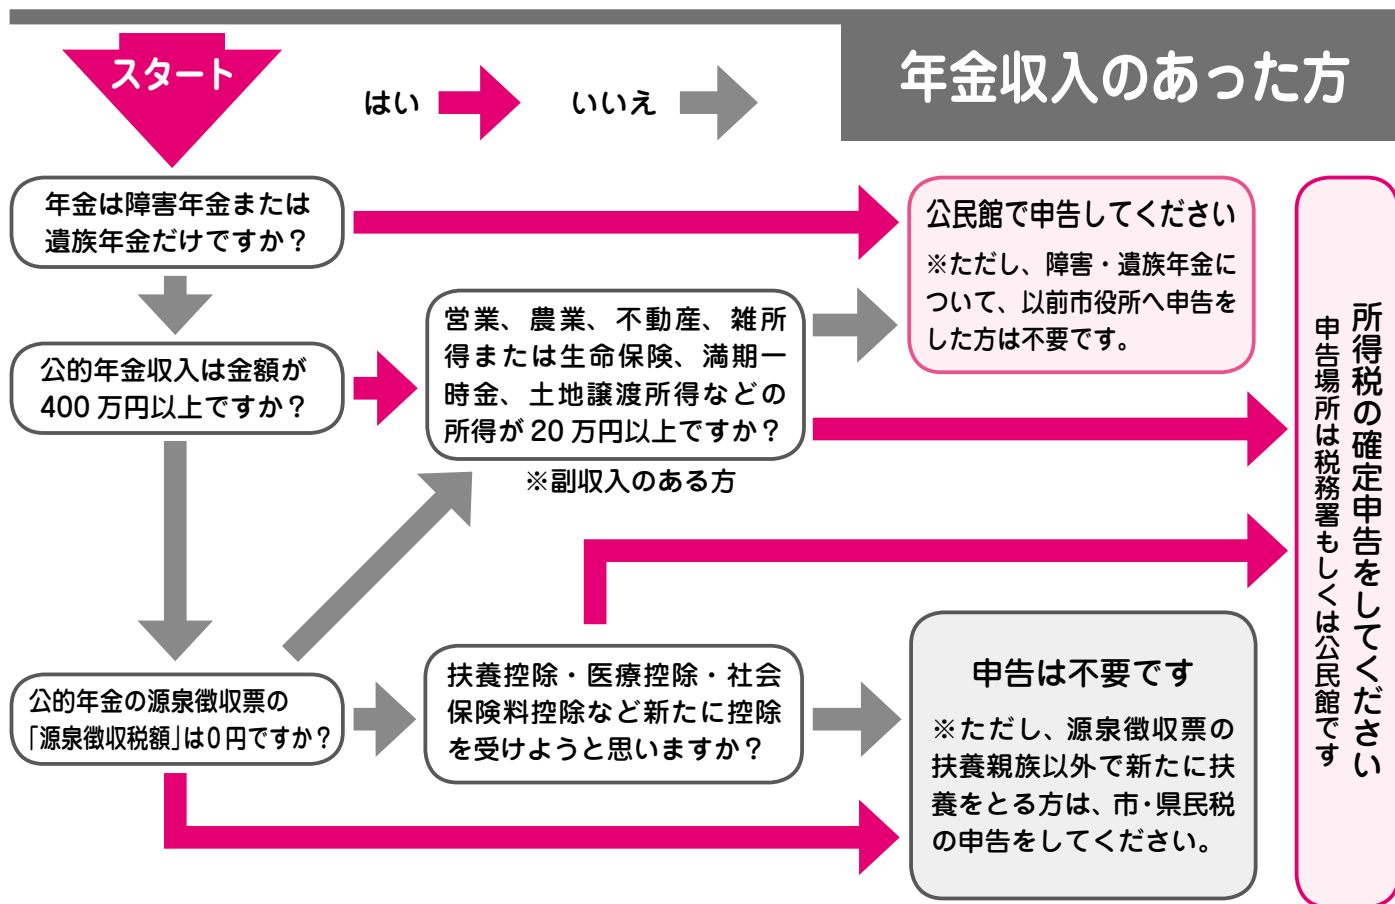 年金収入のあった方
スタート
はい
いいえ
年金は障害年金または
遺族年金だけですか？
公民館で申告してください
※ただし、障害・遺族年金に
ついて、以前市役所へ申告を
した方は不要です。
公的年金収入は金額が
400 万円以上ですか？
営業、農業、不動産、雑所
得または生命保険、満期一
時金、土地譲渡所得などの
所得が 20 万円以上ですか？
※副収入のある方
公的年金の源泉徴収票の
「源泉徴収税額」は0円ですか？
扶養控除・医療控除・社会
保険料控除など新たに控除
を受けようと思いますか？
申告は不要です
※ただし、源泉徴収票の
扶養親族以外で新たに扶
養をとる方は、市・県民税
の申告をしてください。
所得税の確定申告をしてください
申告場所は税務署もしくは公民館です